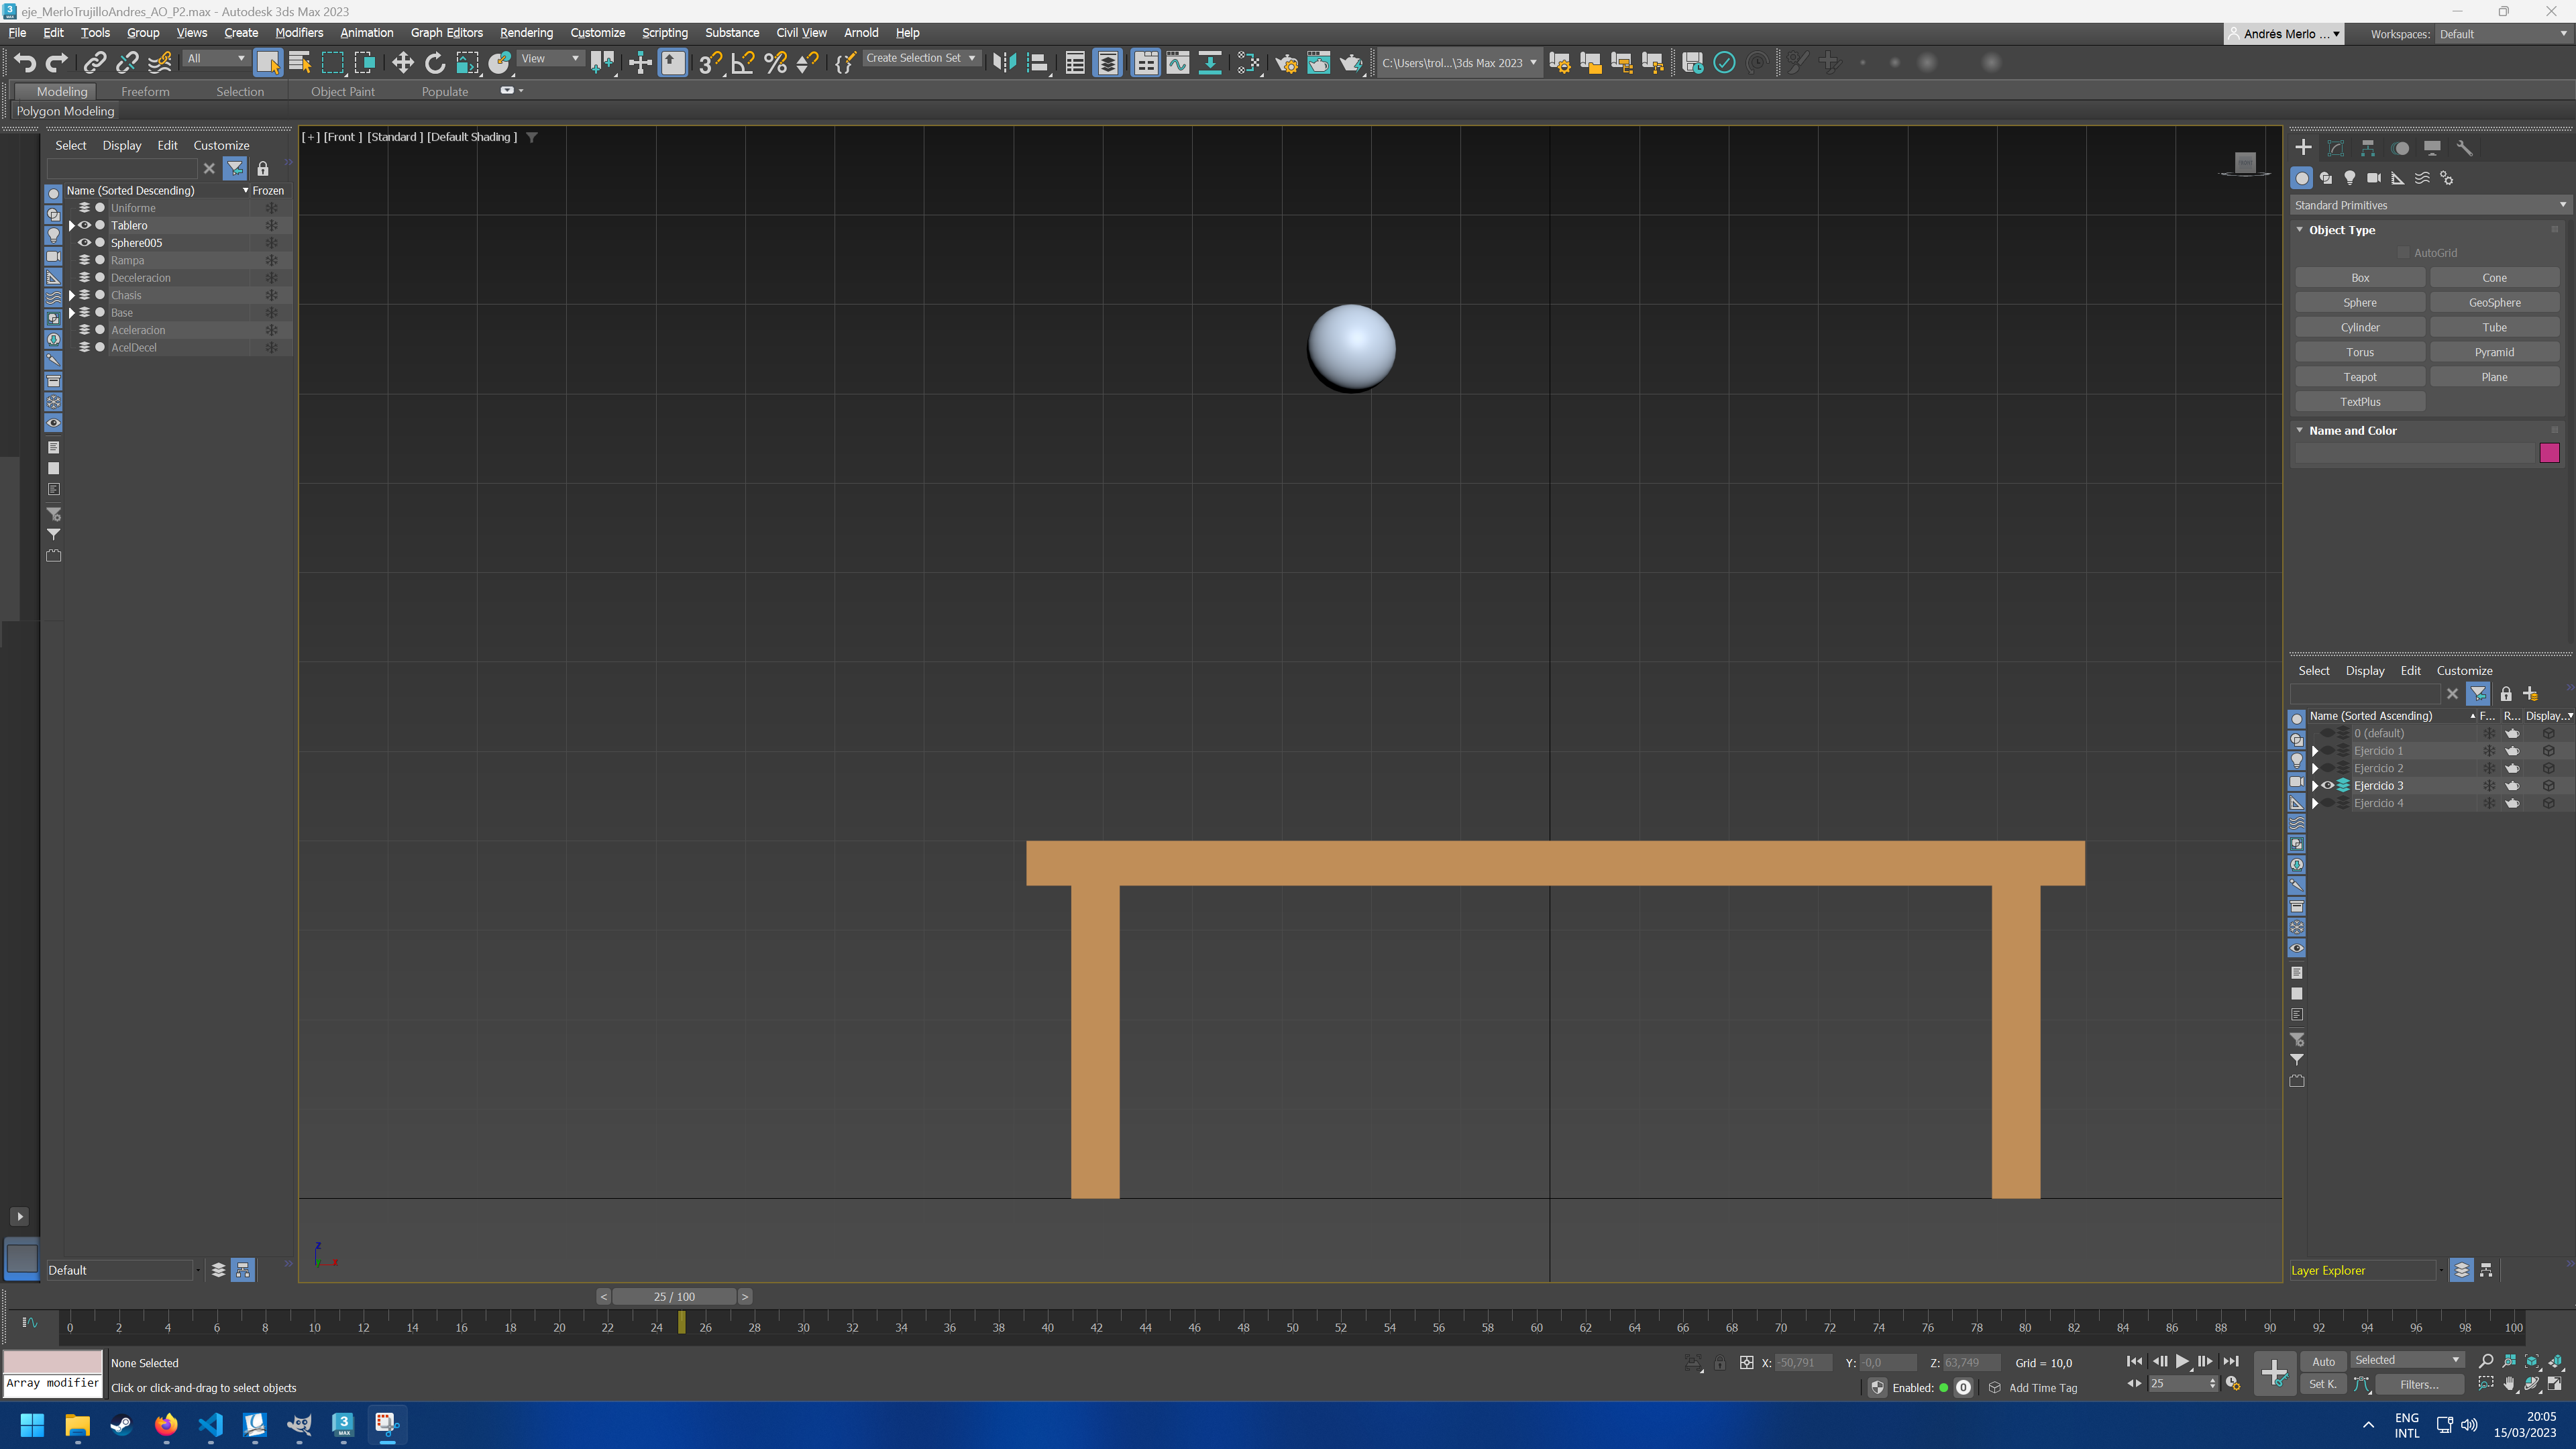 eje_MerloTrujilloAndres_AO_P2.max - Autodesk 3ds Max 2023
File Edit Tools Group Views Create Modifiers Animation Graph Editors Rendering Customize Scripting Substance Civil View Arnold Help
Andrés Merlo ... Workspaces: Default
All View Create Selection Set C:\Users\trol...\3ds Max 2023
Modeling Freeform Selection Object Paint Populate
Polygon Modeling
Select Display Edit Customize
Name (Sorted Descending) Frozen
Uniforme
Tablero
Sphere005
Rampa
Deceleracion
Chasis
Base
Aceleracion
AcelDecel
Default
[+] [Front ] [Standard ] [Default Shading ]
z
x
Standard Primitives
Object Type
AutoGrid
Box Cone
Sphere GeoSphere
Cylinder Tube
Torus Pyramid
Teapot Plane
TextPlus
Name and Color
Select Display Edit Customize
Name (Sorted Ascending) F... R... Display...
0 (default)
Ejercicio 1
Ejercicio 2
Ejercicio 3
Ejercicio 4
Layer Explorer
< 25 / 100 >
0 2 4 6 8 10 12 14 16 18 20 22 24 26 28 30 32 34 36 38 40 42 44 46 48 50 52 54 56 58 60 62 64 66 68 70 72 74 76 78 80 82 84 86 88 90 92 94 96 98 100
Array modifier
None Selected
Click or click-and-drag to select objects
X: -50,791 Y: -0,0 Z: 63,749 Grid = 10,0
Enabled: 0 Add Time Tag
25
Auto Selected
Set K. Filters...
3
MAX
ENG
INTL
20:05
15/03/2023